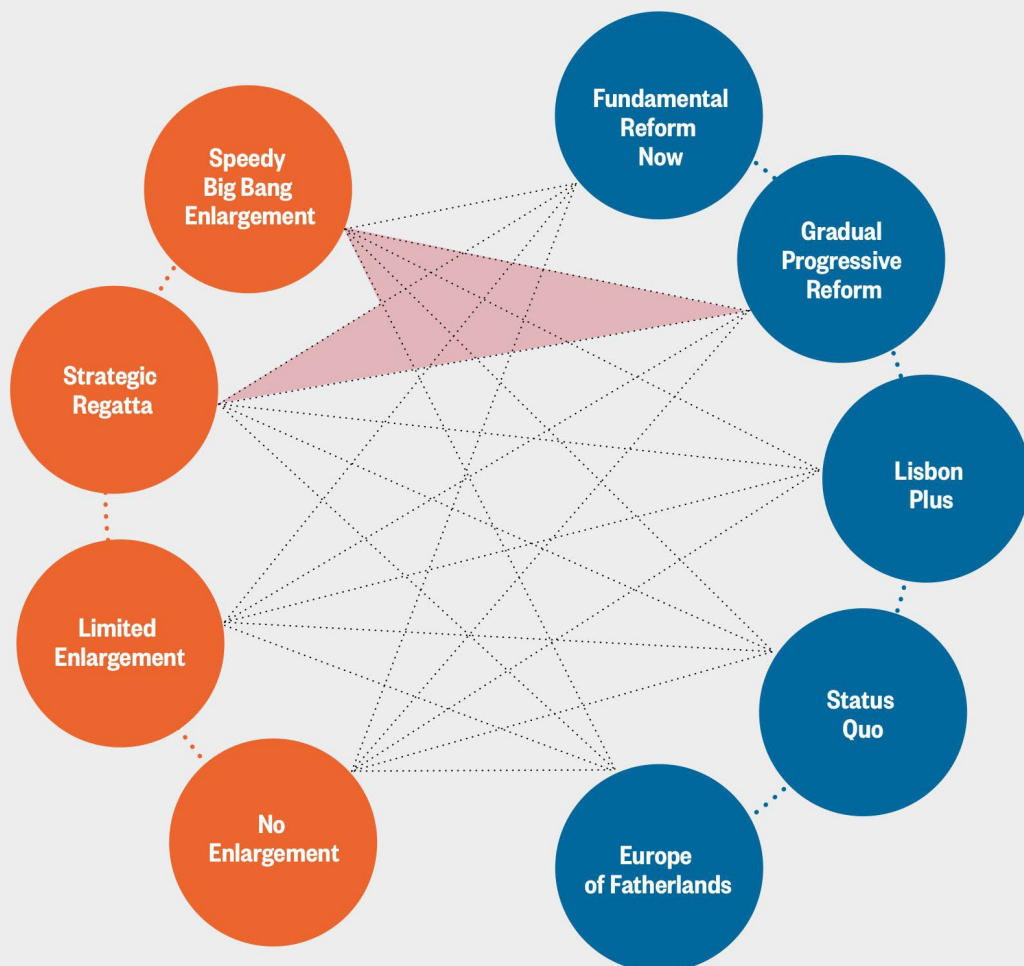 Speedy
Big Bang
Enlargement
Strategic
Regatta
Limited
Enlargement
No
Enlargement
Fundamental
Reform
Now
Gradual
Progressive
Reform
Lisbon
Plus
Status
Quo
Europe
of Fatherlands